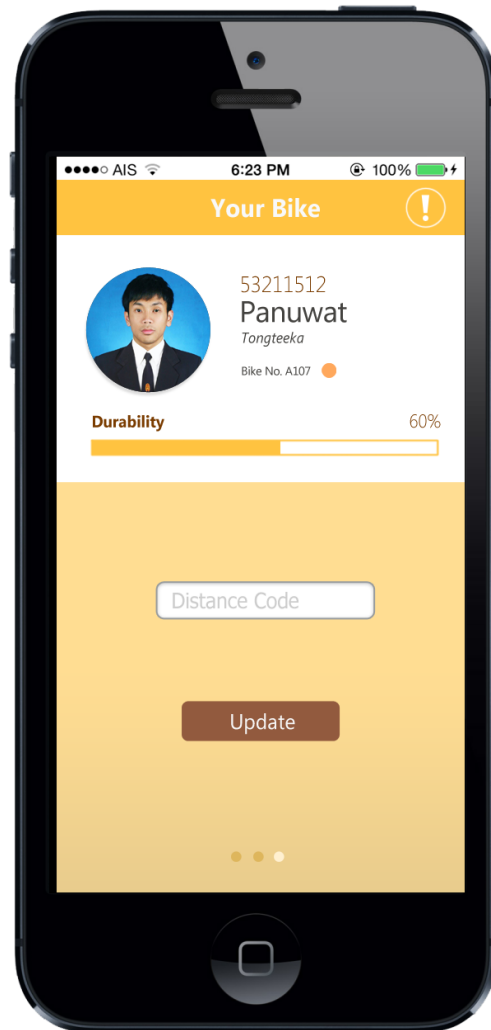 AIS 6:23 PM 100%
Your Bike !
53211512
Panuwat
Tongteeka
Bike No. A107
Durability 60%
Distance Code
Update